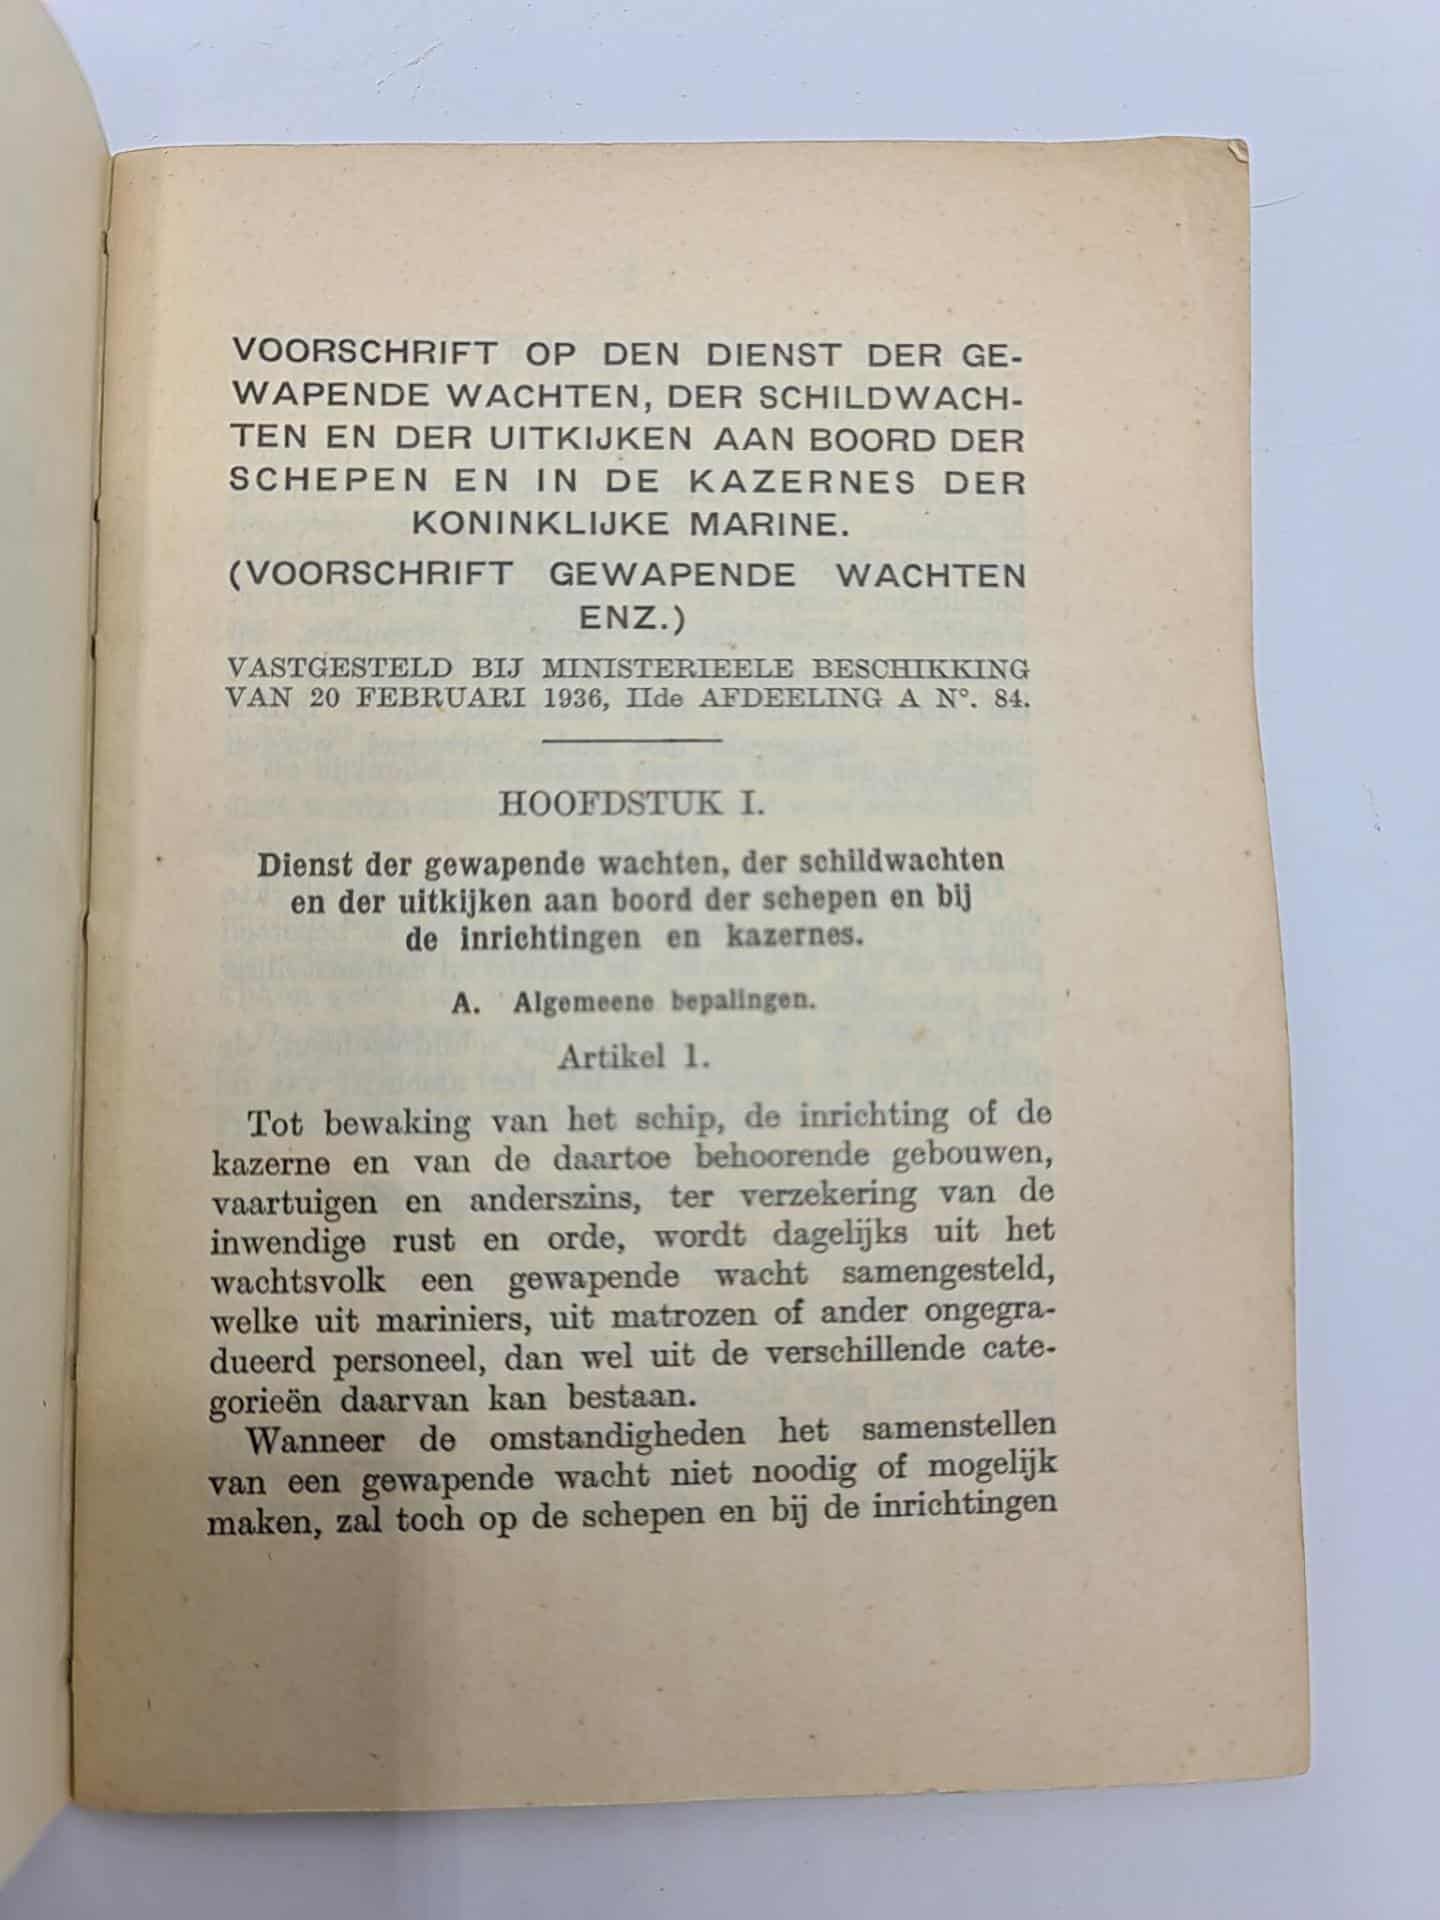 VOORSCHRIFT OP DEN DIENST DER GE-
WAPENDE WACHTEN, DER SCHILDWACH-
TEN EN DER UITKIJKEN AAN BOORD DER
SCHEPEN EN IN DE KAZERNES DER
KONINKLIJKE MARINE.
(VOORSCHRIFT GEWAPENDE WACHTEN
ENZ.)
VASTGESTELD BIJ MINISTERIEELE BESCHIKKING
VAN 20 FEBRUARI 1936, IIde AFDEELING A N°. 84.
HOOFDSTUK I.
Dienst der gewapende wachten, der schildwachten
en der uitkijken aan boord der schepen en bij
de inrichtingen en kazernes.
A. Algemeene bepalingen.
Artikel 1.
Tot bewaking van het schip, de inrichting of de
kazerne en van de daartoe behoorende gebouwen,
vaartuigen en anderszins, ter verzekering van de
inwendige rust en orde, wordt dagelijks uit het
wachtsvolk een gewapende wacht samengesteld,
welke uit mariniers, uit matrozen of ander ongegra-
dueerd personeel, dan wel uit de verschillende cate-
gorieën daarvan kan bestaan.
Wanneer de omstandigheden het samenstellen
van een gewapende wacht niet noodig of mogelijk
maken, zal toch op de schepen en bij de inrichtingen